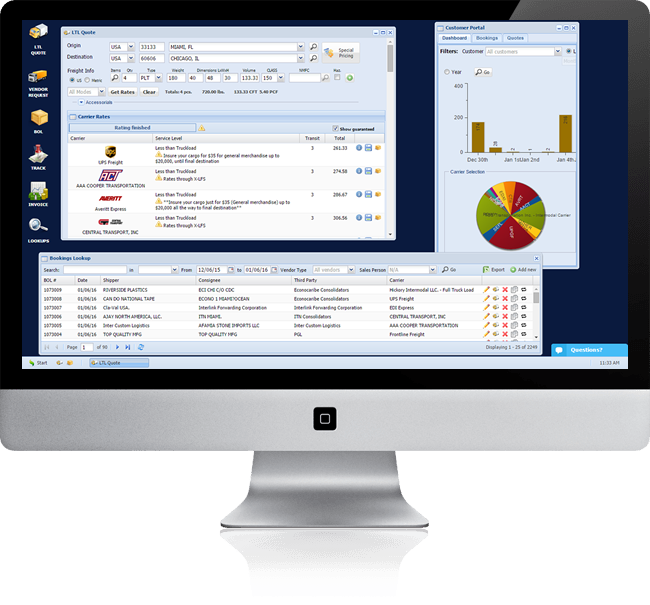 LTL Quote
Origin USA 33133 MIAMI, FL
Destination USA 60606 CHICAGO, IL
Special Pricing
Freight Info Items Qty Type Weight Dimensions LxWxH Volume CLASS NMFC Haz.
US Metric 4 PLT 180 40 48 30 133.33 150
All Modes Get Rates Clear Totals: 4 pcs. 720.00 lbs. 133.33 CFT 5.40 PCF
Accessorials
Carrier Rates
Rating finished Show guaranteed
Carrier Service Level Transit Total
UPS Freight
Less than Truckload 3 261.33
Insure your cargo for $35 for general merchandise up to $20,000, until final destination
ACT
AAA COOPER TRANSPORTATION
Less than Truckload 3 274.58
Rates through X-LFS
AVERITT
Averitt Express
Less than Truckload 3 286.67
**Insure your cargo just for $35 (General merchandise) up to $20,000 all the way to final destination**
CENTRAL TRANSPORT, INC
Less than Truckload 3 306.56
Rates through X-LFS
LTL QUOTE
VENDOR REQUEST
BOL
TRACK
INVOICE
LOOKUPS
Customer Portal
Dashboard Bookings Quotes
Filters: Customer All customers
Year Go
600
400
200
0
Dec 30th Jan 1st Jan 2nd Jan 4th
Carrier Selection
Bookings Lookup
Search: in From 12/06/15 to 01/06/16 Vendor Type All vendors Sales Person N/A Go Export Add new
BOL # Date Shipper Consignee Third Party Carrier
1073009 01/06/16 RIVERSIDE PLASTICS ECI CHI C/O CDC Econocaribe Consolidators Hickory Intermodal LLC. - Full Truck Load
1073008 01/06/16 CAN DO NATIONAL TAPE ECONO 1 MIAMI'OCEAN Econocaribe Consolidators UPS Freight
1073007 01/06/16 Cla-Val USA. Interlink Forwarding Corporation Interlink Forwarding Corporation EDI Express
1073006 01/06/16 AJAY NORTH AMERICA, LLC. ITN MIAMI. ITN Consolidators CENTRAL TRANSPORT, INC
1073005 01/06/16 Inter Custom Logistics AFAMIA STONE IMPORTS LLC Inter Custom Logistics AAA COOPER TRANSPORTATION
1073004 01/06/16 TOP QUALITY MFG TOP QUALITY MFG PGL Frontline Freight
Page 1 of 90 Displaying 1 - 25 of 2249
Questions?
Start LTL Quote 11:33 AM